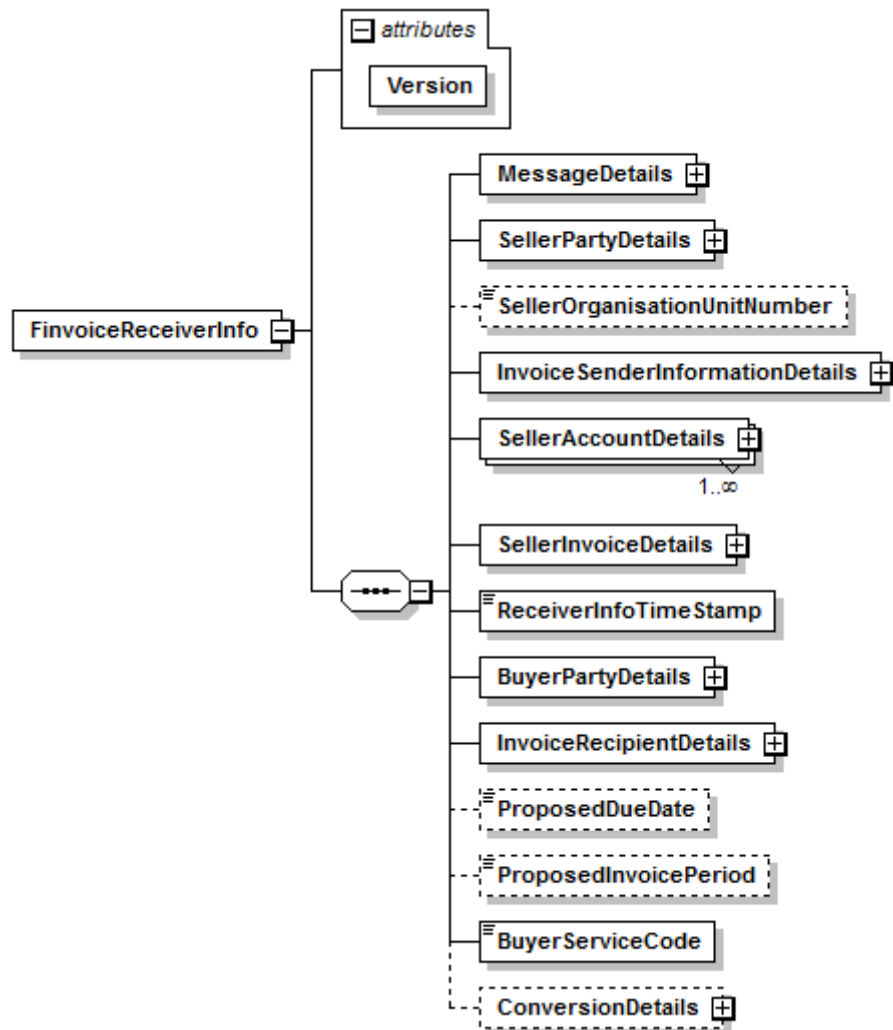 attributes
Version
MessageDetails
SellerPartyDetails
SellerOrganisationUnitNumber
FinvoiceReceiverInfo
InvoiceSenderInformationDetails
SellerAccountDetails
1..∞
SellerInvoiceDetails
ReceiverInfoTimeStamp
BuyerPartyDetails
InvoiceRecipientDetails
ProposedDueDate
ProposedInvoicePeriod
BuyerServiceCode
ConversionDetails